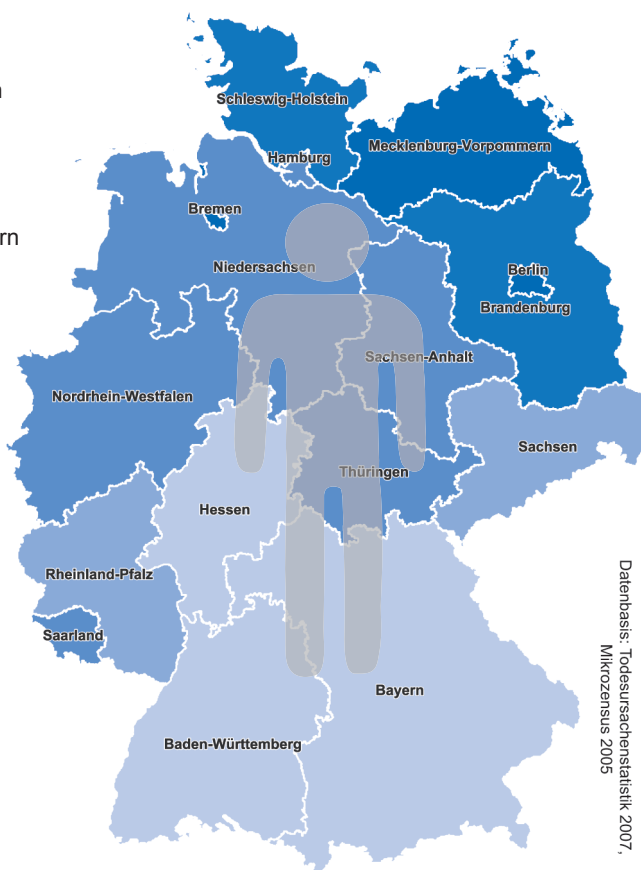 n
Schleswig-Holstein
Mecklenburg-Vorpommern
Hamburg
Bremen
rn
Niedersachsen
Berlin
Brandenburg
Sachsen-Anhalt
Nordrhein-Westfalen
Sachsen
Thüringen
Hessen
Rheinland-Pfalz
Saarland
Bayern
Baden-Württemberg
Datenbasis: Todesursachenstatistik 2007,
Mikrozensus 2005